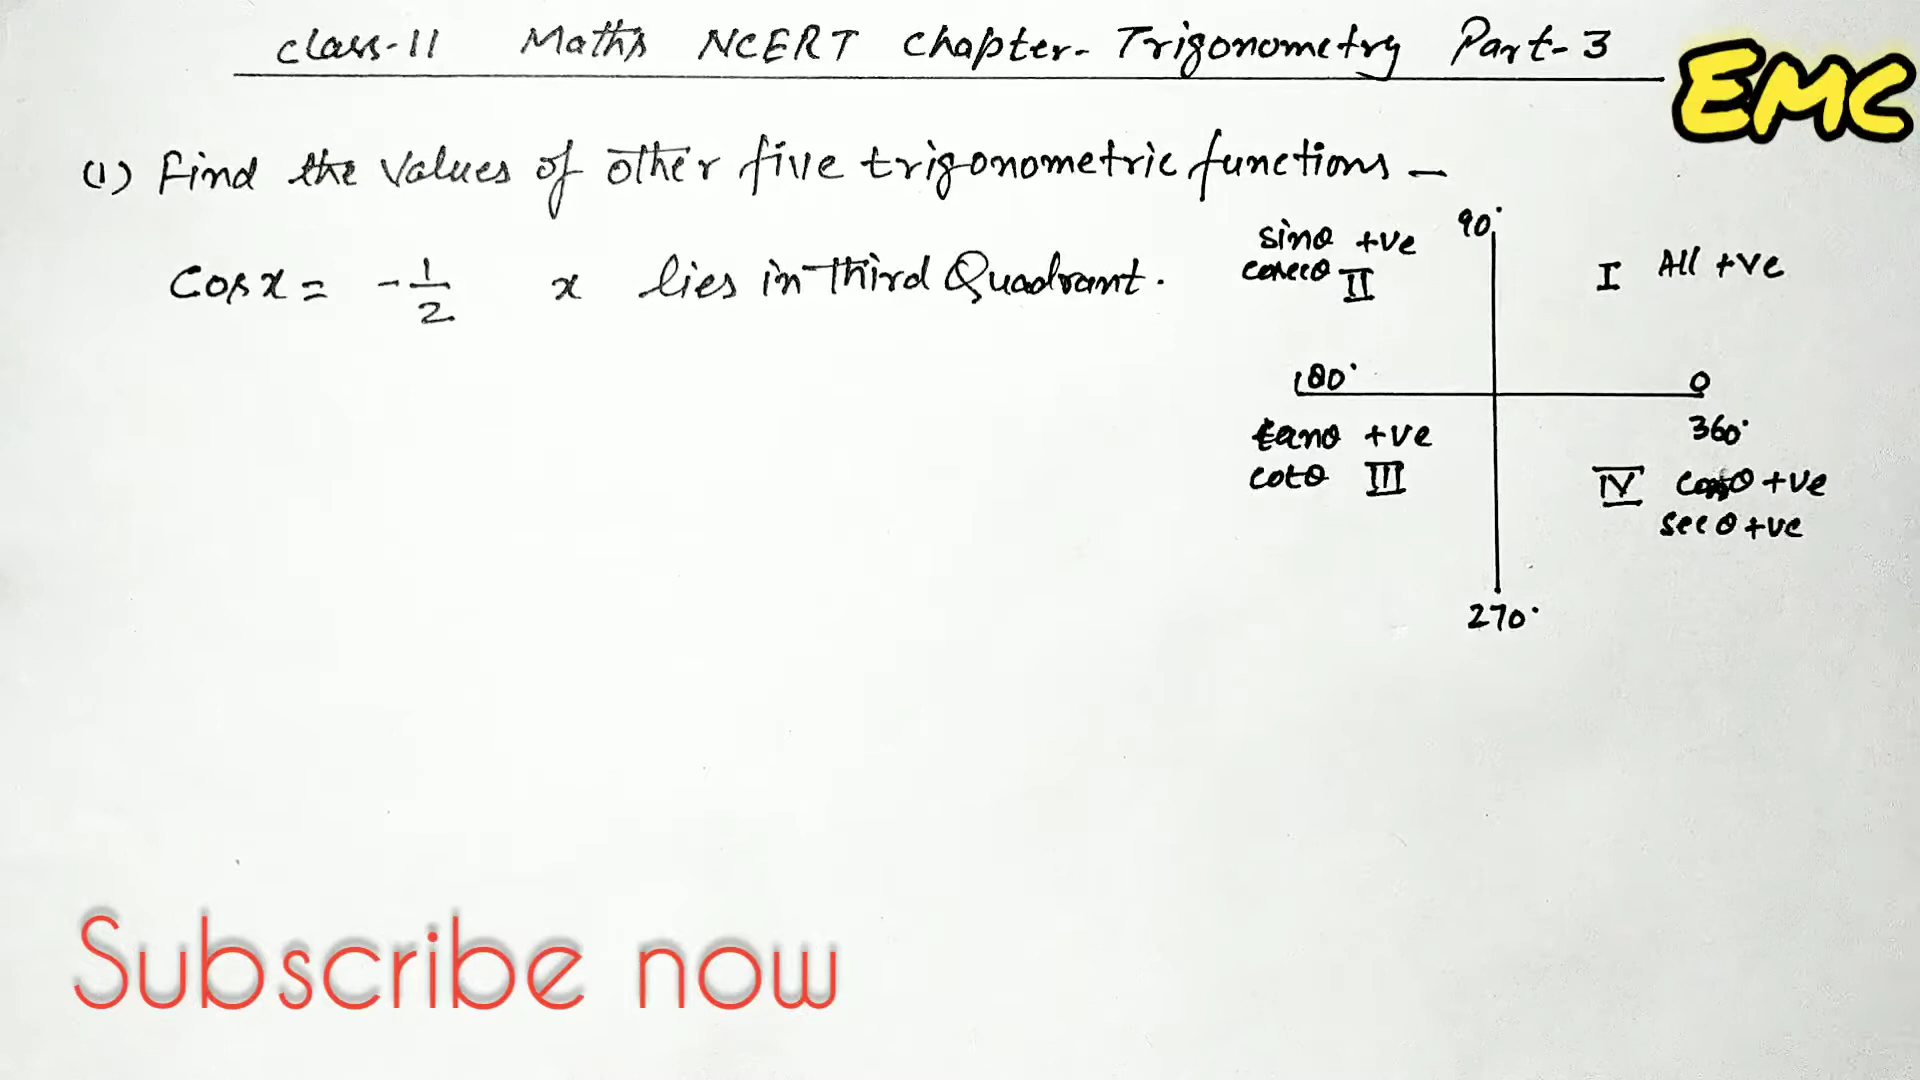 class-11 Maths NCERT Chapter- Trigonometry Part-3
EMC
(1) Find the Values of other five trigonometric functions –
Cos x = - 1/2 x lies in third Quadrant.
90°
sinθ +ve
cosecθ II
I All +ve
180°
0
360°
tanθ +ve
cotθ III
IV cosθ +ve
secθ +ve
270°
Subscribe now